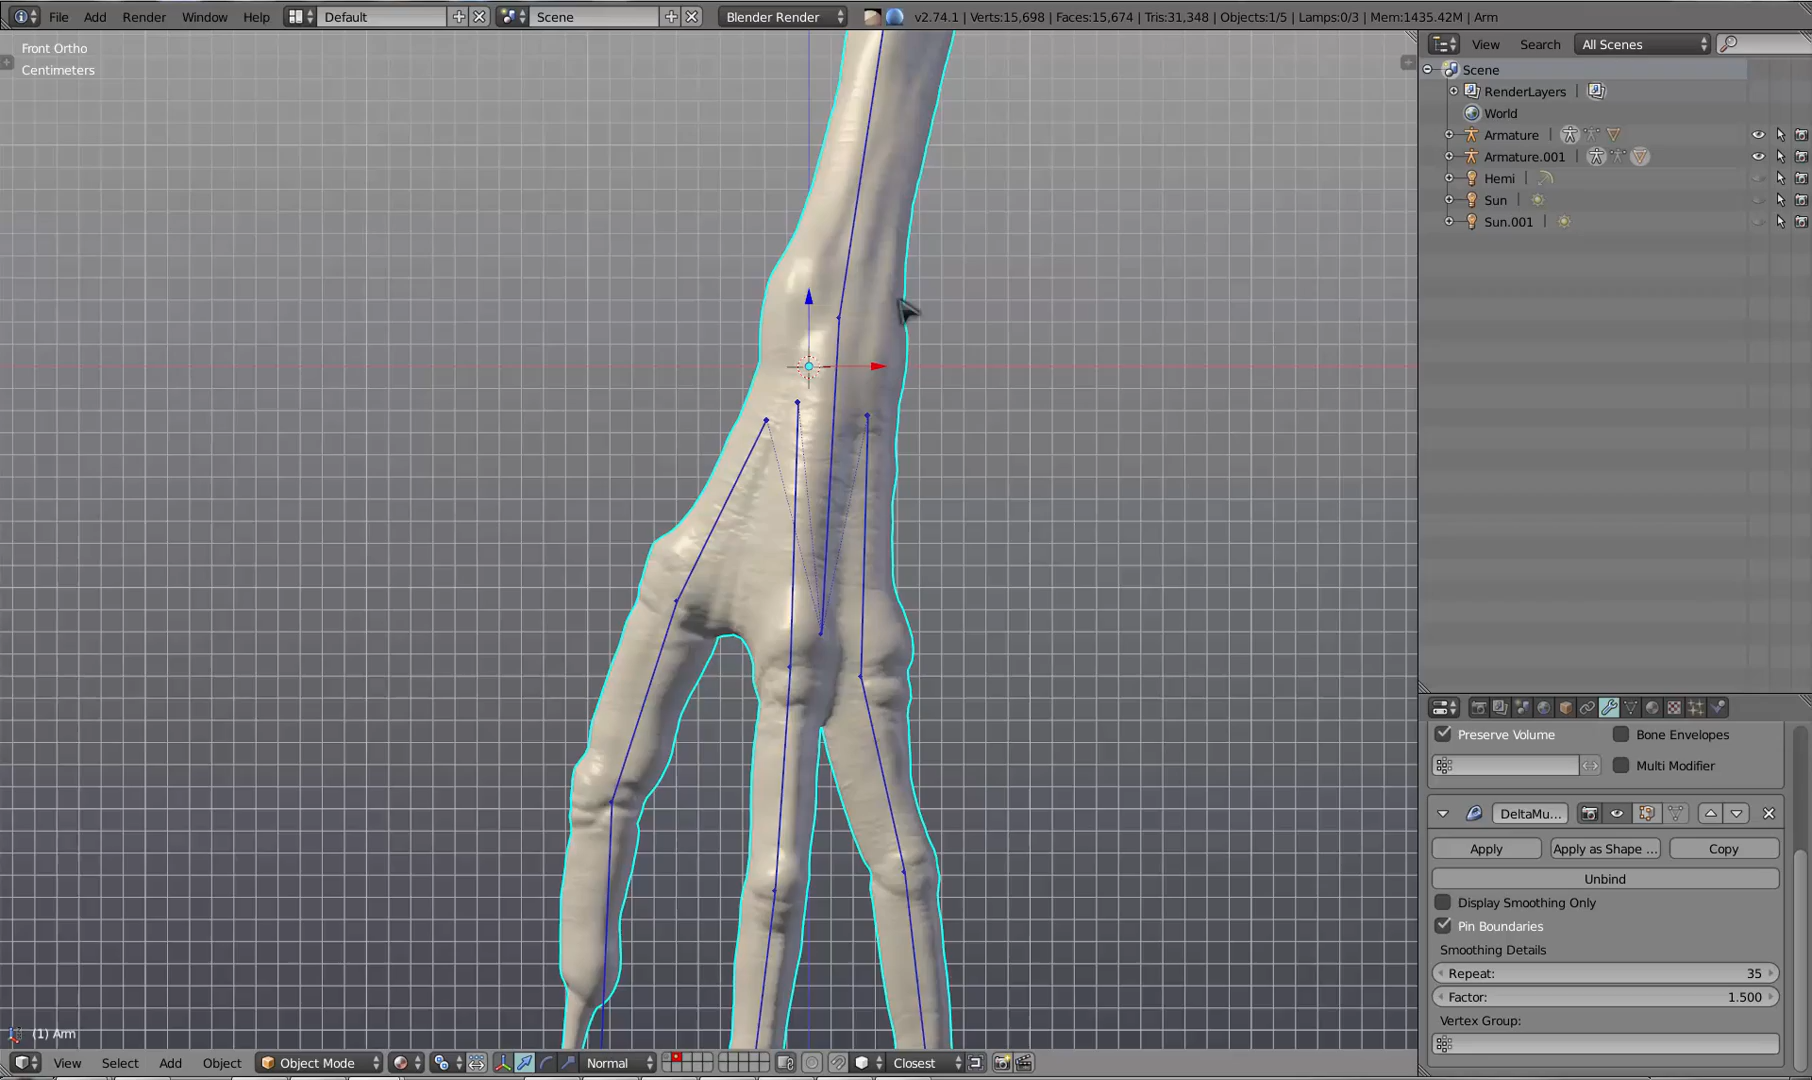 File Add Render Window Help Default Scene Blender Render v2.74.1 | Verts:15,698 | Faces:15,674 | Tris:31,348 | Objects:1/5 | Lamps:0/3 | Mem:1435.42M | Arm
Front Ortho
Centimeters
View Search All Scenes
Scene
RenderLayers
World
Armature
Armature.001
Hemi
Sun
Sun.001
Preserve Volume Bone Envelopes
Multi Modifier
DeltaMu...
Apply Apply as Shape ... Copy
Unbind
Display Smoothing Only
Pin Boundaries
Smoothing Details
Repeat: 35
Factor: 1.500
Vertex Group:
(1) Arm
View Select Add Object Object Mode Normal Closest